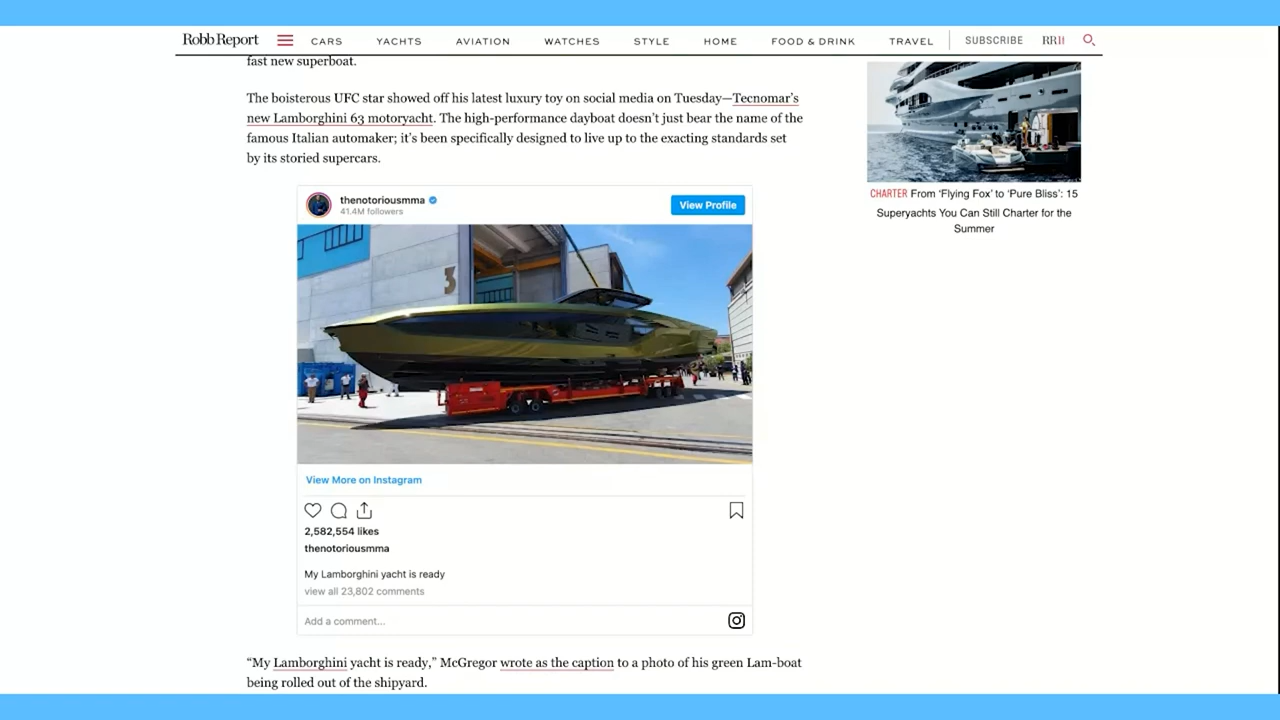 Robb Report
CARS
YACHTS
AVIATION
WATCHES
STYLE
HOME
FOOD & DRINK
TRAVEL
SUBSCRIBE
RR1
fast new superboat.
The boisterous UFC star showed off his latest luxury toy on social media on Tuesday—Tecnomar’s
new Lamborghini 63 motoryacht. The high-performance dayboat doesn’t just bear the name of the
famous Italian automaker; it’s been specifically designed to live up to the exacting standards set
by its storied supercars.
thenotoriousmma
41.4M followers
View Profile
3
View More on Instagram
2,582,554 likes
thenotoriousmma
My Lamborghini yacht is ready
view all 23,802 comments
Add a comment...
“My Lamborghini yacht is ready,” McGregor wrote as the caption to a photo of his green Lam-boat
being rolled out of the shipyard.
CHARTER From ‘Flying Fox’ to ‘Pure Bliss’: 15
Superyachts You Can Still Charter for the
Summer